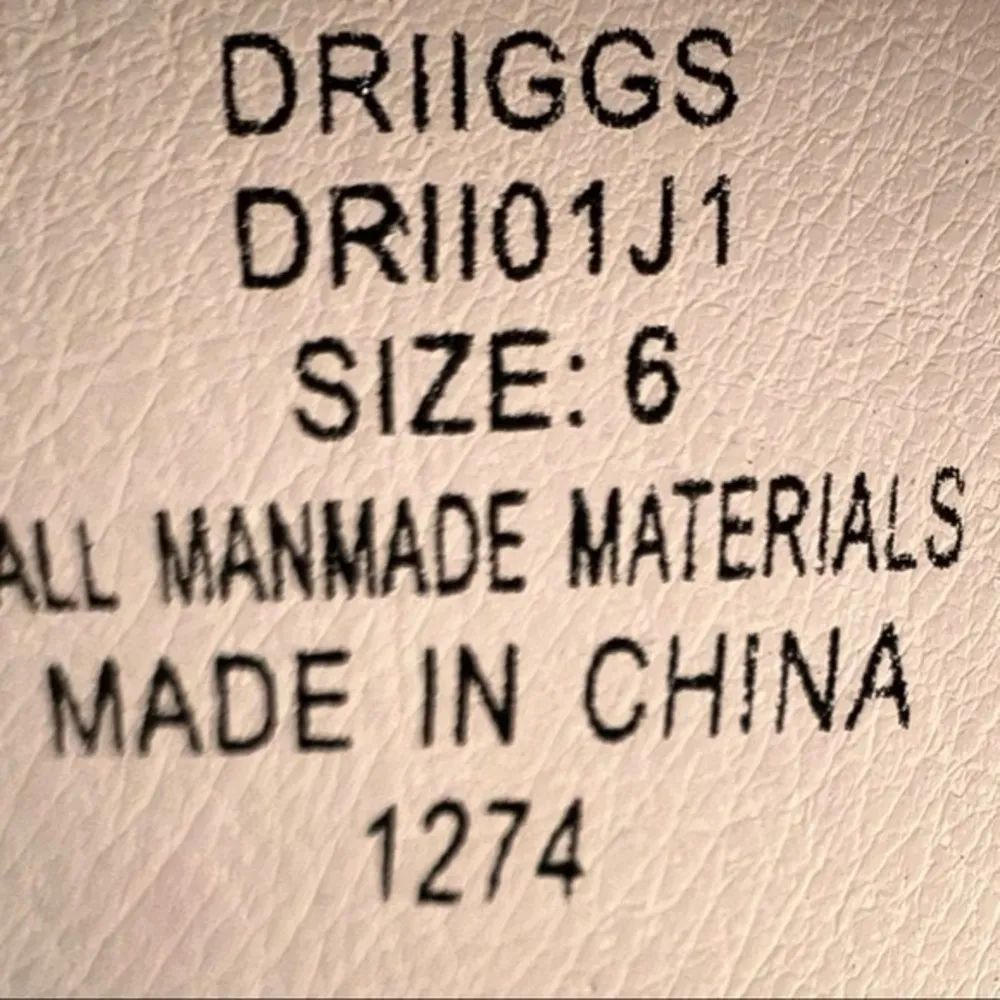 DRIIGGS
DRII01J1
SIZE: 6
ALL MANMADE MATERIALS
MADE IN CHINA
1274